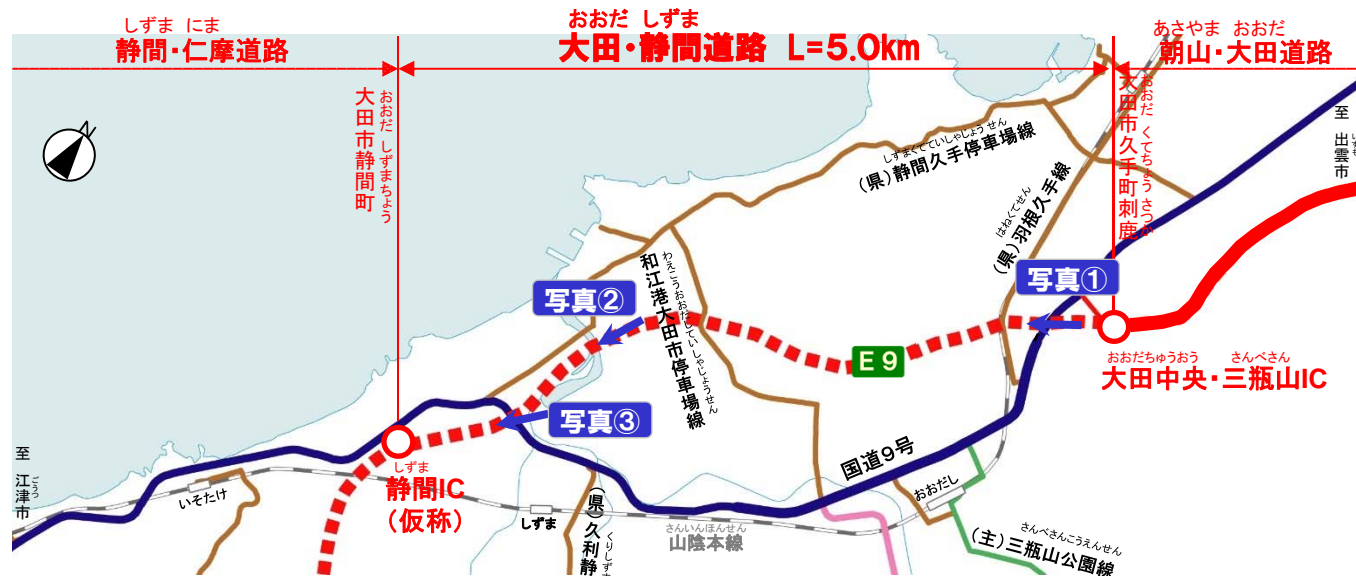 しずま にま
静間・仁摩道路
おおだ しずま
大田・静間道路 L=5.0km
あさやま おおだ
朝山・大田道路
大田市静間町
おおだ しずまちょう
大田市久手町刺鹿
おおだ くてちょう さつか
至 出雲市
いずも
N
しずまくてていしゃじょうせん
(県)静間久手停車場線
はねくてせん
(県)羽根久手線
和江港大田市停車場線
わえこうおおだしていしゃじょうせん
写真①
写真②
写真③
E9
おおだちゅうおう さんべさん
大田中央・三瓶山IC
しずま
静間IC
(仮称)
至 江津市
ごうつ
いそたけ
しずま
(県)久利静
くりしずま
さんいんほんせん
山陰本線
国道9号
おおだし
さんべさんこうえんせん
(主)三瓶山公園線